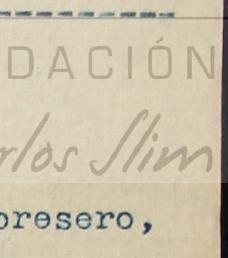 DACIÓN
rlos Slim
presero,